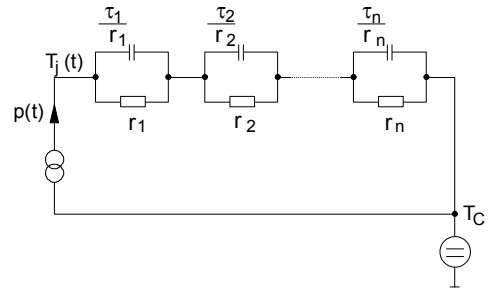 τ1 τ2 τn
r1 r2 rn
Tj (t)
p(t)
r1 r2 rn
TC